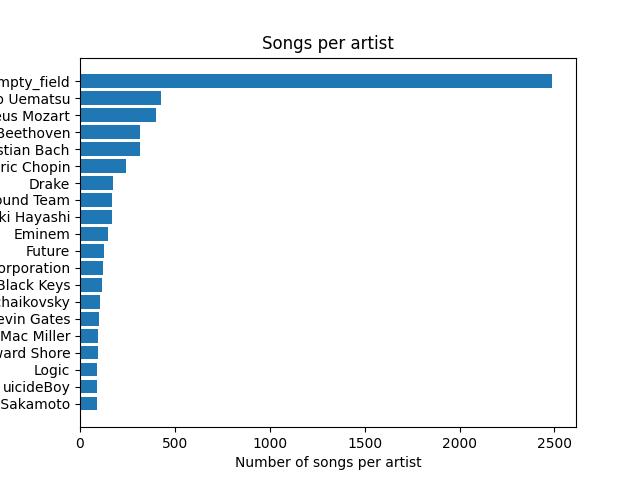 Songs per artist
mpty_field
o Uematsu
eus Mozart
Beethoven
stian Bach
ric Chopin
Drake
ound Team
ki Hayashi
Eminem
Future
orporation
Black Keys
chaikovsky
evin Gates
Mac Miller
ward Shore
Logic
uicideBoy
Sakamoto
0 500 1000 1500 2000 2500
Number of songs per artist